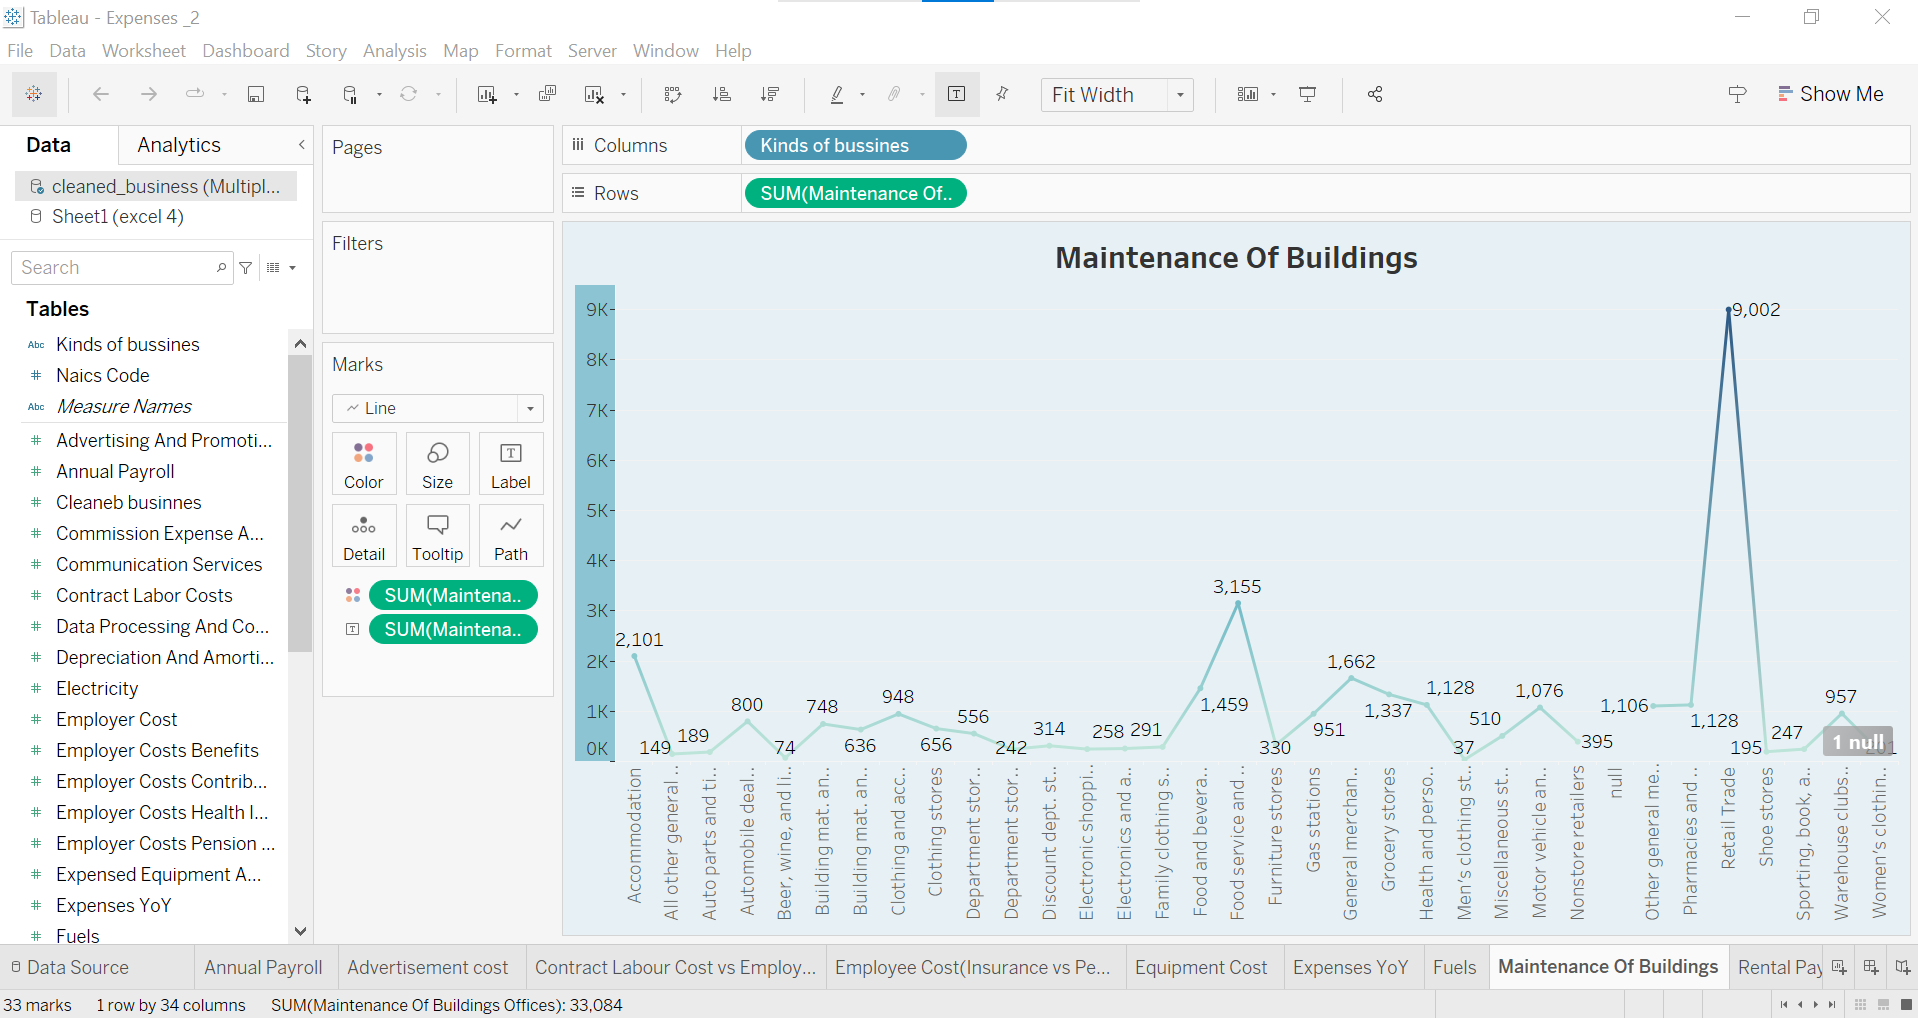 Tableau - Expenses _2
File Data Worksheet Dashboard Story Analysis Map Format Server Window Help
Fit Width
Show Me
Data
Analytics
cleaned_business (Multipl...
Sheet1 (excel 4)
Search
Tables
Abc Kinds of bussines
# Naics Code
Abc Measure Names
# Advertising And Promoti...
# Annual Payroll
# Cleaneb businnes
# Commission Expense A...
# Communication Services
# Contract Labor Costs
# Data Processing And Co...
# Depreciation And Amorti...
# Electricity
# Employer Cost
# Employer Costs Benefits
# Employer Costs Contrib...
# Employer Costs Health I...
# Employer Costs Pension ...
# Expensed Equipment A...
# Expenses YoY
# Fuels
Pages
Filters
Marks
Line
Color Size Label
Detail Tooltip Path
SUM(Maintena..
T SUM(Maintena..
Columns Kinds of bussines
Rows SUM(Maintenance Of..
Maintenance Of Buildings
9K
8K
7K
6K
5K
4K
3K
2K
1K
0K
2,101
149
189
800
74
748
636
948
656
556
242
314
258
291
1,459
3,155
330
951
1,662
1,337
1,128
37
510
1,076
395
1,106
1,128
9,002
195
247
957
1 null
Accommodation
All other general ..
Auto parts and ti..
Automobile deal..
Beer, wine, and li..
Building mat. an..
Building mat. an..
Clothing and acc..
Clothing stores
Department stor..
Department stor..
Discount dept. st..
Electronic shoppi..
Electronics and a..
Family clothing s..
Food and bevera..
Food service and ..
Furniture stores
Gas stations
General merchan..
Grocery stores
Health and perso..
Men's clothing st..
Miscellaneous st..
Motor vehicle an..
Nonstore retailers
null
Other general me..
Pharmacies and ..
Retail Trade
Shoe stores
Sporting, book, a..
Warehouse clubs..
Women's clothin..
Data Source
Annual Payroll
Advertisement cost
Contract Labour Cost vs Employ...
Employee Cost(Insurance vs Pe...
Equipment Cost
Expenses YoY
Fuels
Maintenance Of Buildings
Rental Pay
33 marks 1 row by 34 columns SUM(Maintenance Of Buildings Offices): 33,084